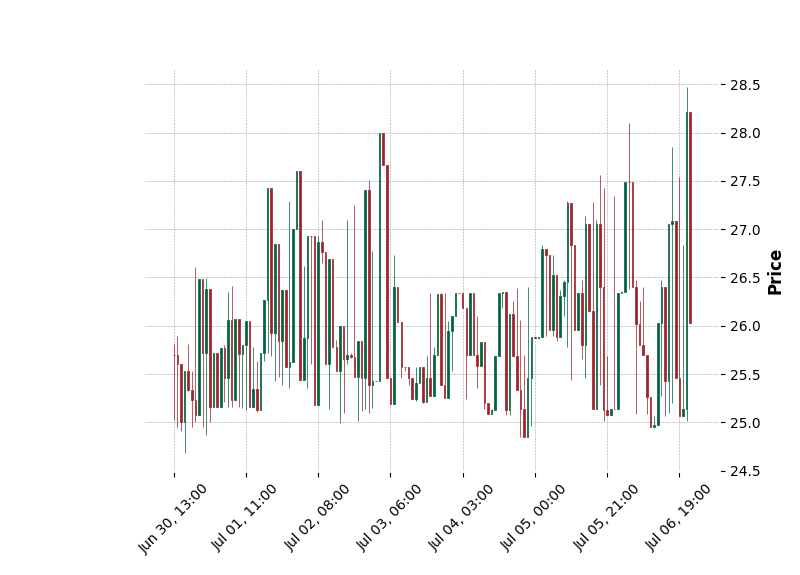 28.5
28.0
27.5
27.0
26.5
26.0
25.5
25.0
24.5
Price
Jun 30, 13:00
Jul 01, 11:00
Jul 02, 08:00
Jul 03, 06:00
Jul 04, 03:00
Jul 05, 00:00
Jul 05, 21:00
Jul 06, 19:00